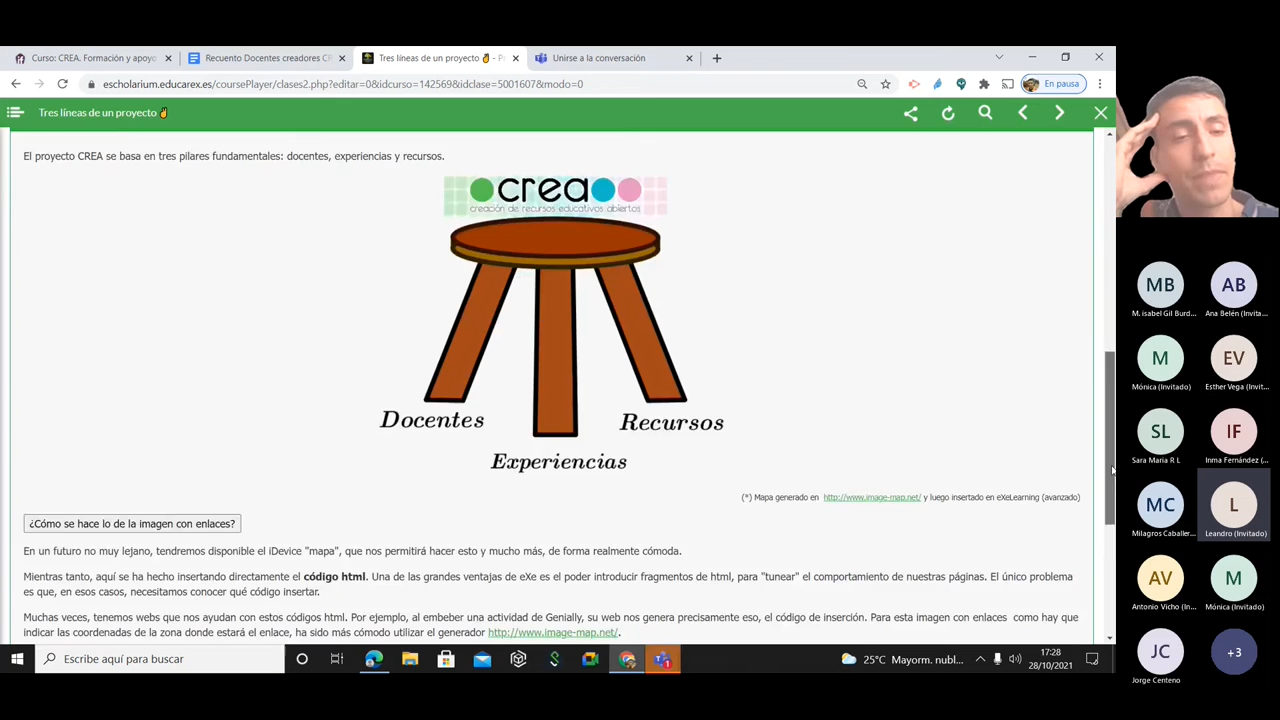 Curso: CREA. Formación y apoyo
Recuento Docentes creadores CR
Tres líneas de un proyecto✌ - P
Unirse a la conversación
escholarium.educarex.es/coursePlayer/clases2.php?editar=0&idcurso=142569&idclase=5001607&modo=0
En pausa
Tres líneas de un proyecto✌
El proyecto CREA se basa en tres pilares fundamentales: docentes, experiencias y recursos.
crea
creación de recursos educativos abiertos
Docentes
Recursos
Experiencias
(*) Mapa generado en http://www.image-map.net/ y luego insertado en eXeLearning (avanzado)
¿Cómo se hace lo de la imagen con enlaces?
En un futuro no muy lejano, tendremos disponible el iDevice "mapa", que nos permitirá hacer esto y mucho más, de forma realmente cómoda.
Mientras tanto, aquí se ha hecho insertando directamente el código html. Una de las grandes ventajas de eXe es el poder introducir fragmentos de html, para "tunear" el comportamiento de nuestras páginas. El único problema
es que, en esos casos, necesitamos conocer qué código insertar.
Muchas veces, tenemos webs que nos ayudan con estos códigos html. Por ejemplo, al embeber una actividad de Genially, su web nos genera precisamente eso, el código de inserción. Para esta imagen con enlaces como hay que
indicar las coordenadas de la zona donde estará el enlace, ha sido más cómodo utilizar el generador http://www.image-map.net/.
Escribe aquí para buscar
1
25°C Mayorm. nubl...
17:28
28/10/2021
MB
AB
M. isabel Gil Burd...
Ana Belén (Invita...
M
EV
Mónica (Invitado)
Esther Vega (Invit...
SL
IF
Sara Maria R L
Inma Fernández (...
MC
L
Milagros Caballer...
Leandro (Invitado)
AV
M
Antonio Vicho (In...
Mónica (Invitado)
JC
+3
Jorge Centeno